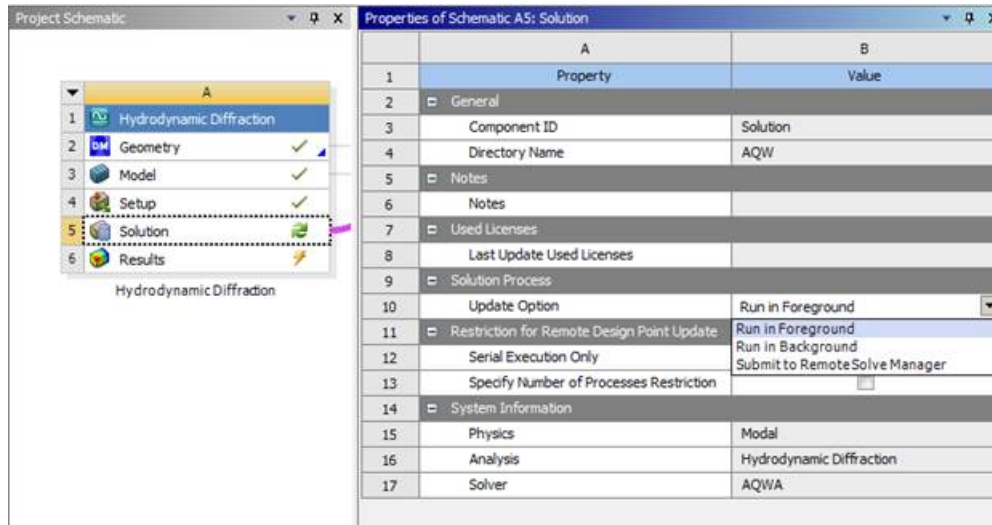 Project Schematic
A
1 Hydrodynamic Diffraction
2 DM Geometry
3 Model
4 Setup
5 Solution
6 Results
Hydrodynamic Diffraction
Properties of Schematic A5: Solution
A B
1 Property Value
2 General
3 Component ID Solution
4 Directory Name AQW
5 Notes
6 Notes
7 Used Licenses
8 Last Update Used Licenses
9 Solution Process
10 Update Option Run in Foreground
11 Restriction for Remote Design Point Update Run in Foreground
Run in Background
12 Serial Execution Only Submit to Remote Solve Manager
13 Specify Number of Processes Restriction
14 System Information
15 Physics Modal
16 Analysis Hydrodynamic Diffraction
17 Solver AQWA